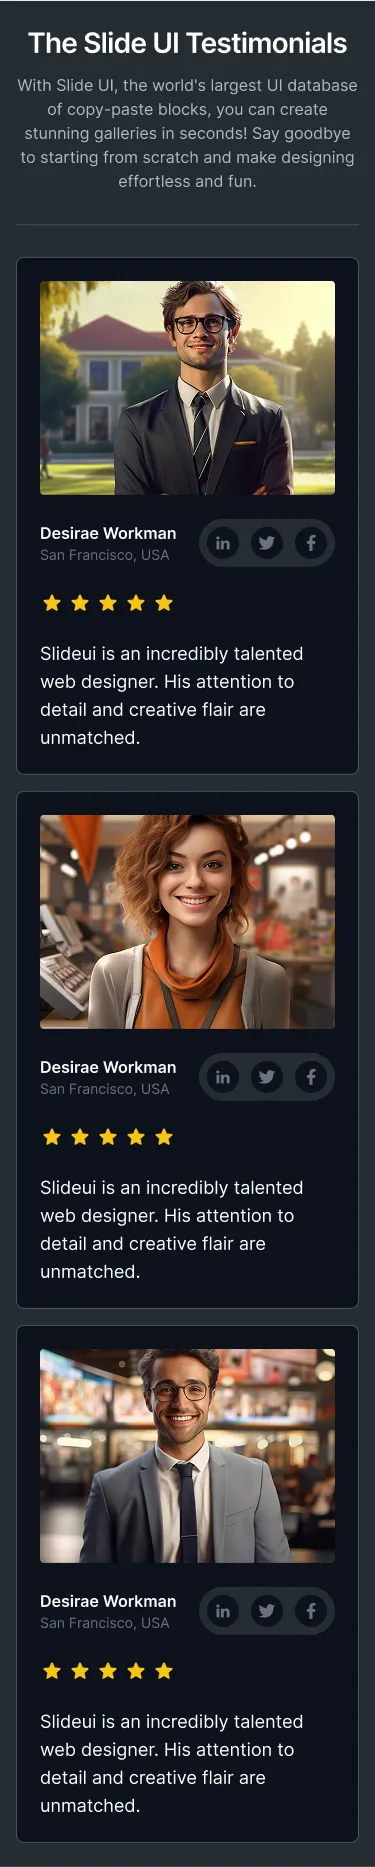 The Slide UI Testimonials
With Slide UI, the world's largest UI database
of copy-paste blocks, you can create
stunning galleries in seconds! Say goodbye
to starting from scratch and make designing
effortless and fun.
Desirae Workman
San Francisco, USA
Slideui is an incredibly talented
web designer. His attention to
detail and creative flair are
unmatched.
Desirae Workman
San Francisco, USA
Slideui is an incredibly talented
web designer. His attention to
detail and creative flair are
unmatched.
Desirae Workman
San Francisco, USA
Slideui is an incredibly talented
web designer. His attention to
detail and creative flair are
unmatched.